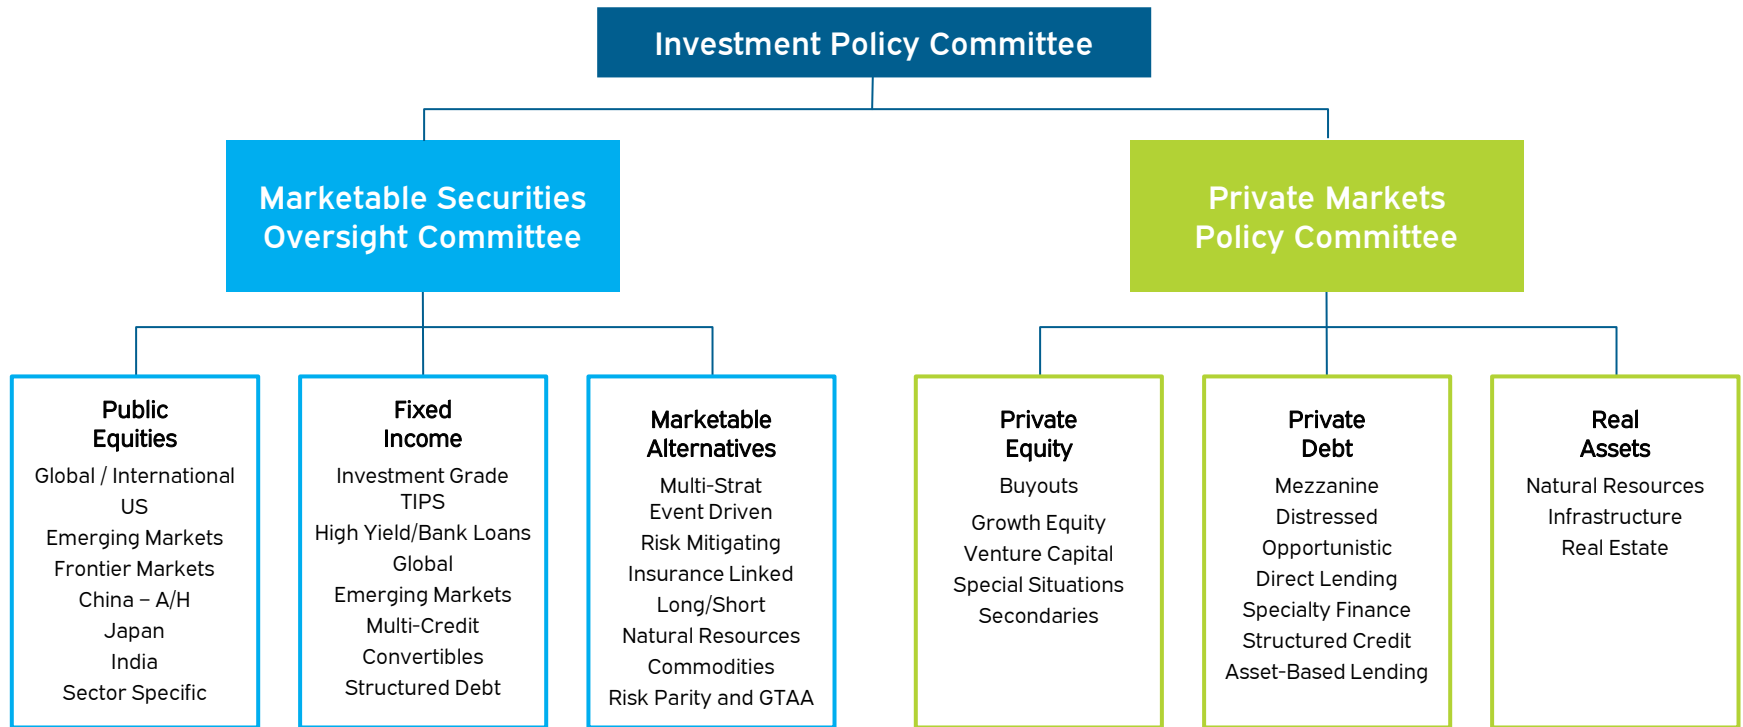 Investment Policy Committee
Marketable Securities
Oversight Committee
Private Markets
Policy Committee
Public
Equities
Global / International
US
Emerging Markets
Frontier Markets
China – A/H
Japan
India
Sector Specific
Fixed
Income
Investment Grade
TIPS
High Yield/Bank Loans
Global
Emerging Markets
Multi-Credit
Convertibles
Structured Debt
Marketable
Alternatives
Multi-Strat
Event Driven
Risk Mitigating
Insurance Linked
Long/Short
Natural Resources
Commodities
Risk Parity and GTAA
Private
Equity
Buyouts
Growth Equity
Venture Capital
Special Situations
Secondaries
Private
Debt
Mezzanine
Distressed
Opportunistic
Direct Lending
Specialty Finance
Structured Credit
Asset-Based Lending
Real
Assets
Natural Resources
Infrastructure
Real Estate